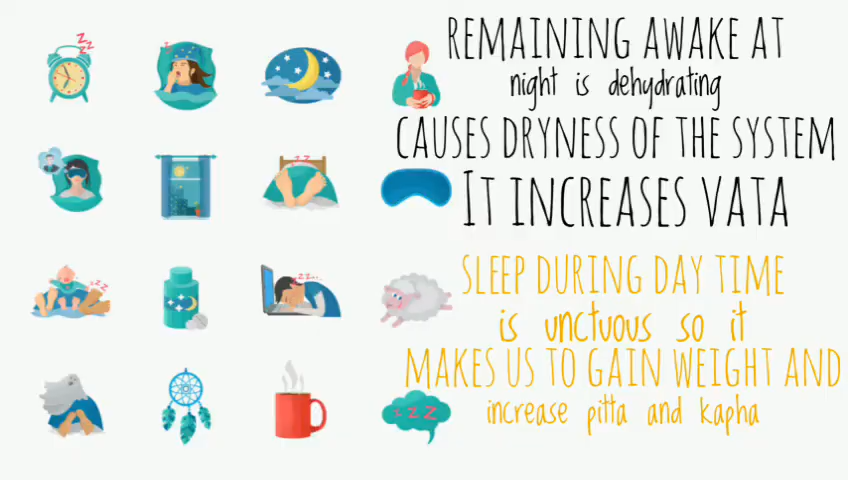 REMAINING AWAKE AT
night is dehydrating
CAUSES DRYNESS OF THE SYSTEM
IT INCREASES VATA
SLEEP DURING DAY TIME
is unctuous so it
MAKES US TO GAIN WEIGHT AND
increase pitta and kapha